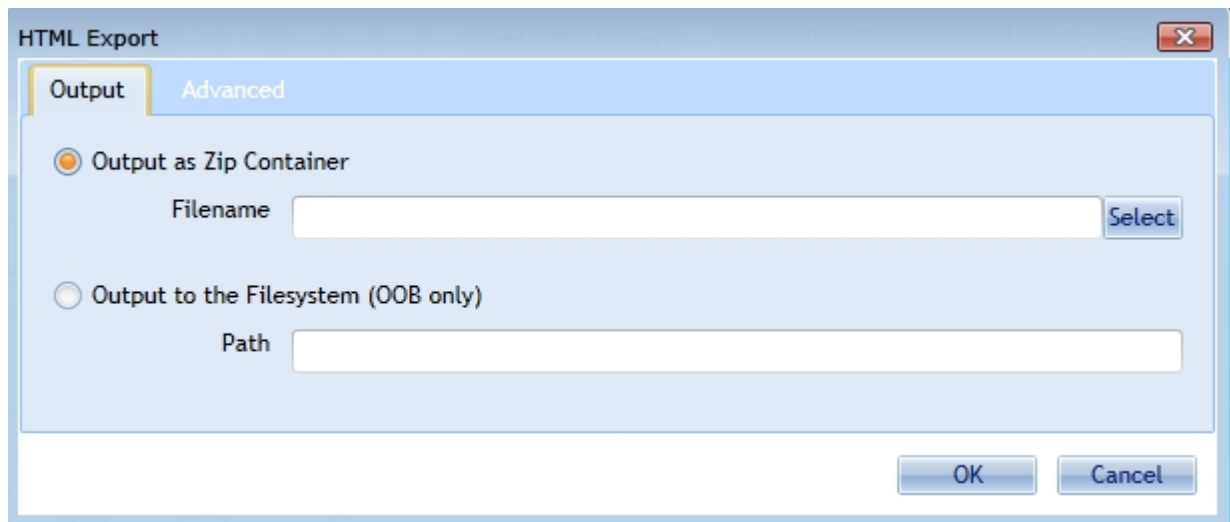 HTML Export
Output Advanced
Output as Zip Container
Filename Select
Output to the Filesystem (OOB only)
Path
OK Cancel